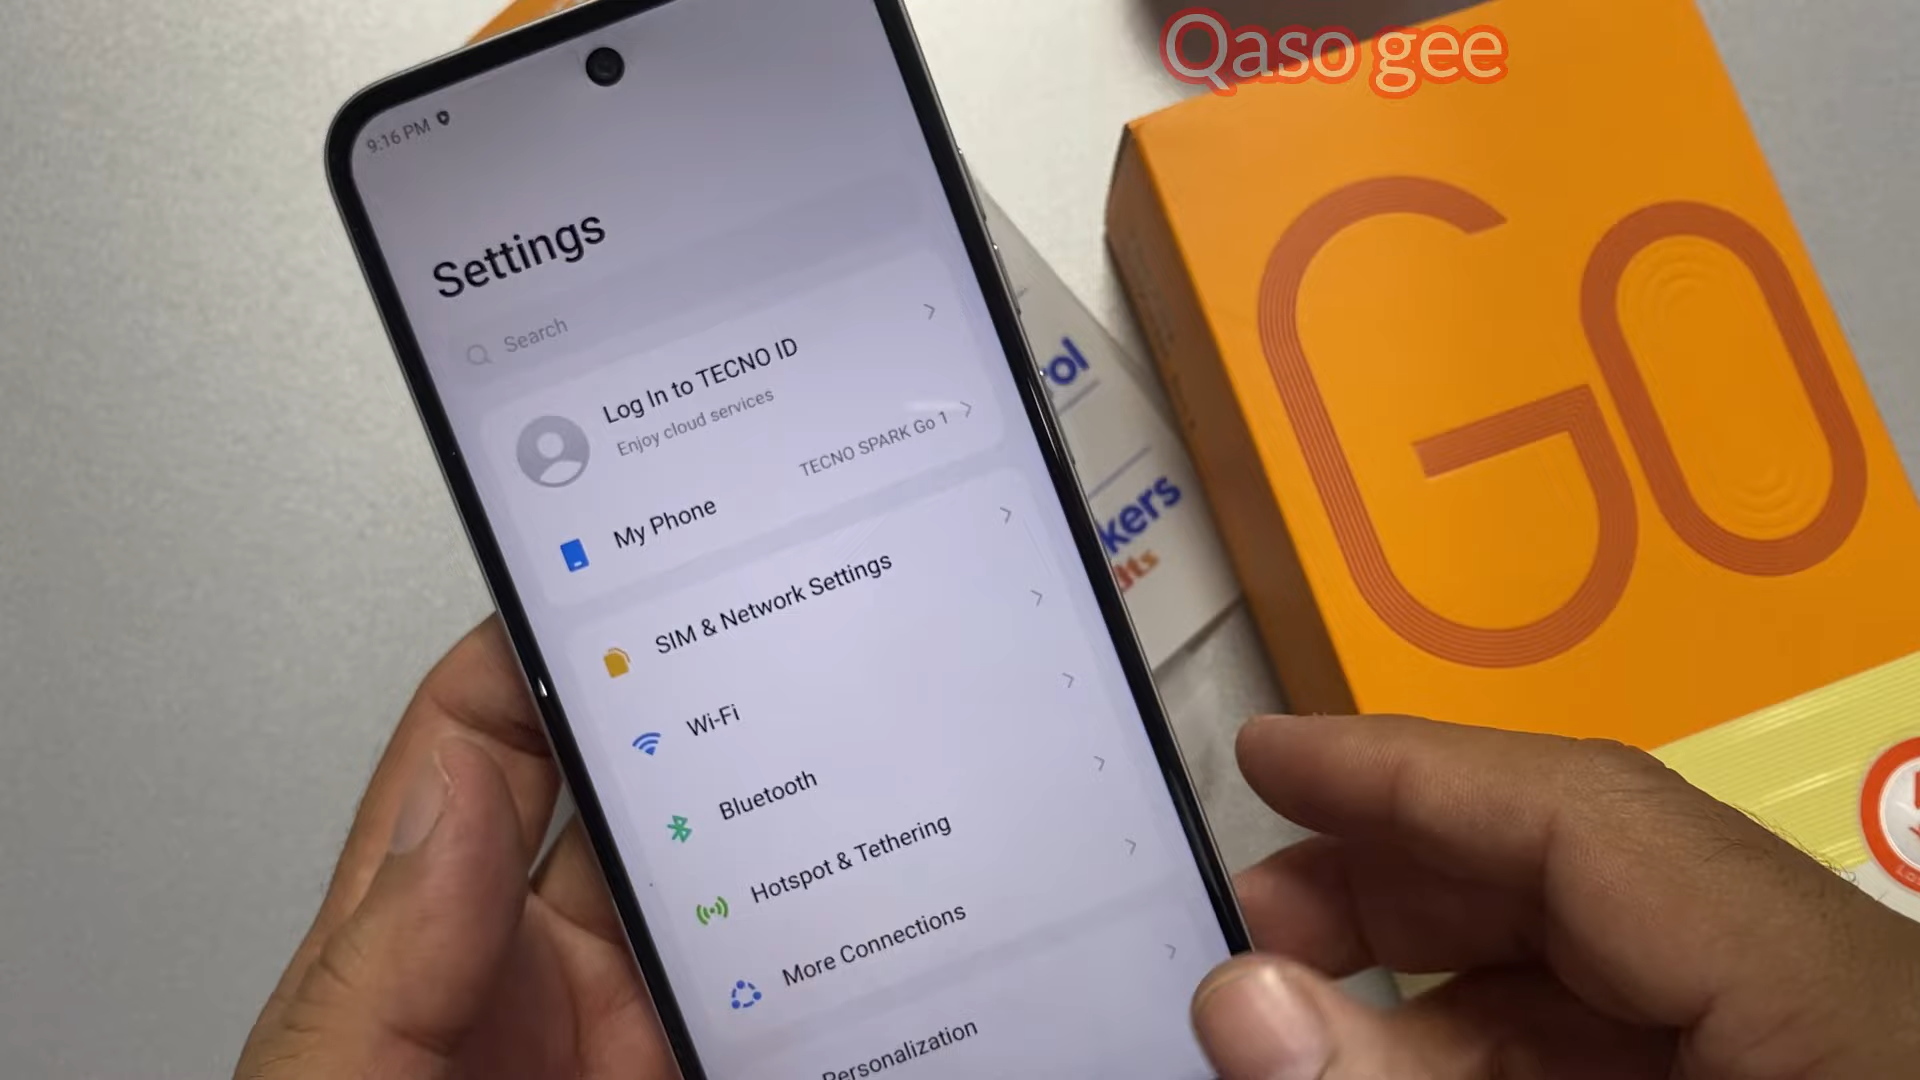 Qaso gee
9:16 PM
Settings
Search
Log In to TECNO ID
Enjoy cloud services
My Phone
TECNO SPARK Go 1
SIM & Network Settings
Wi-Fi
Bluetooth
Hotspot & Tethering
More Connections
Personalization
rol
kers
GO